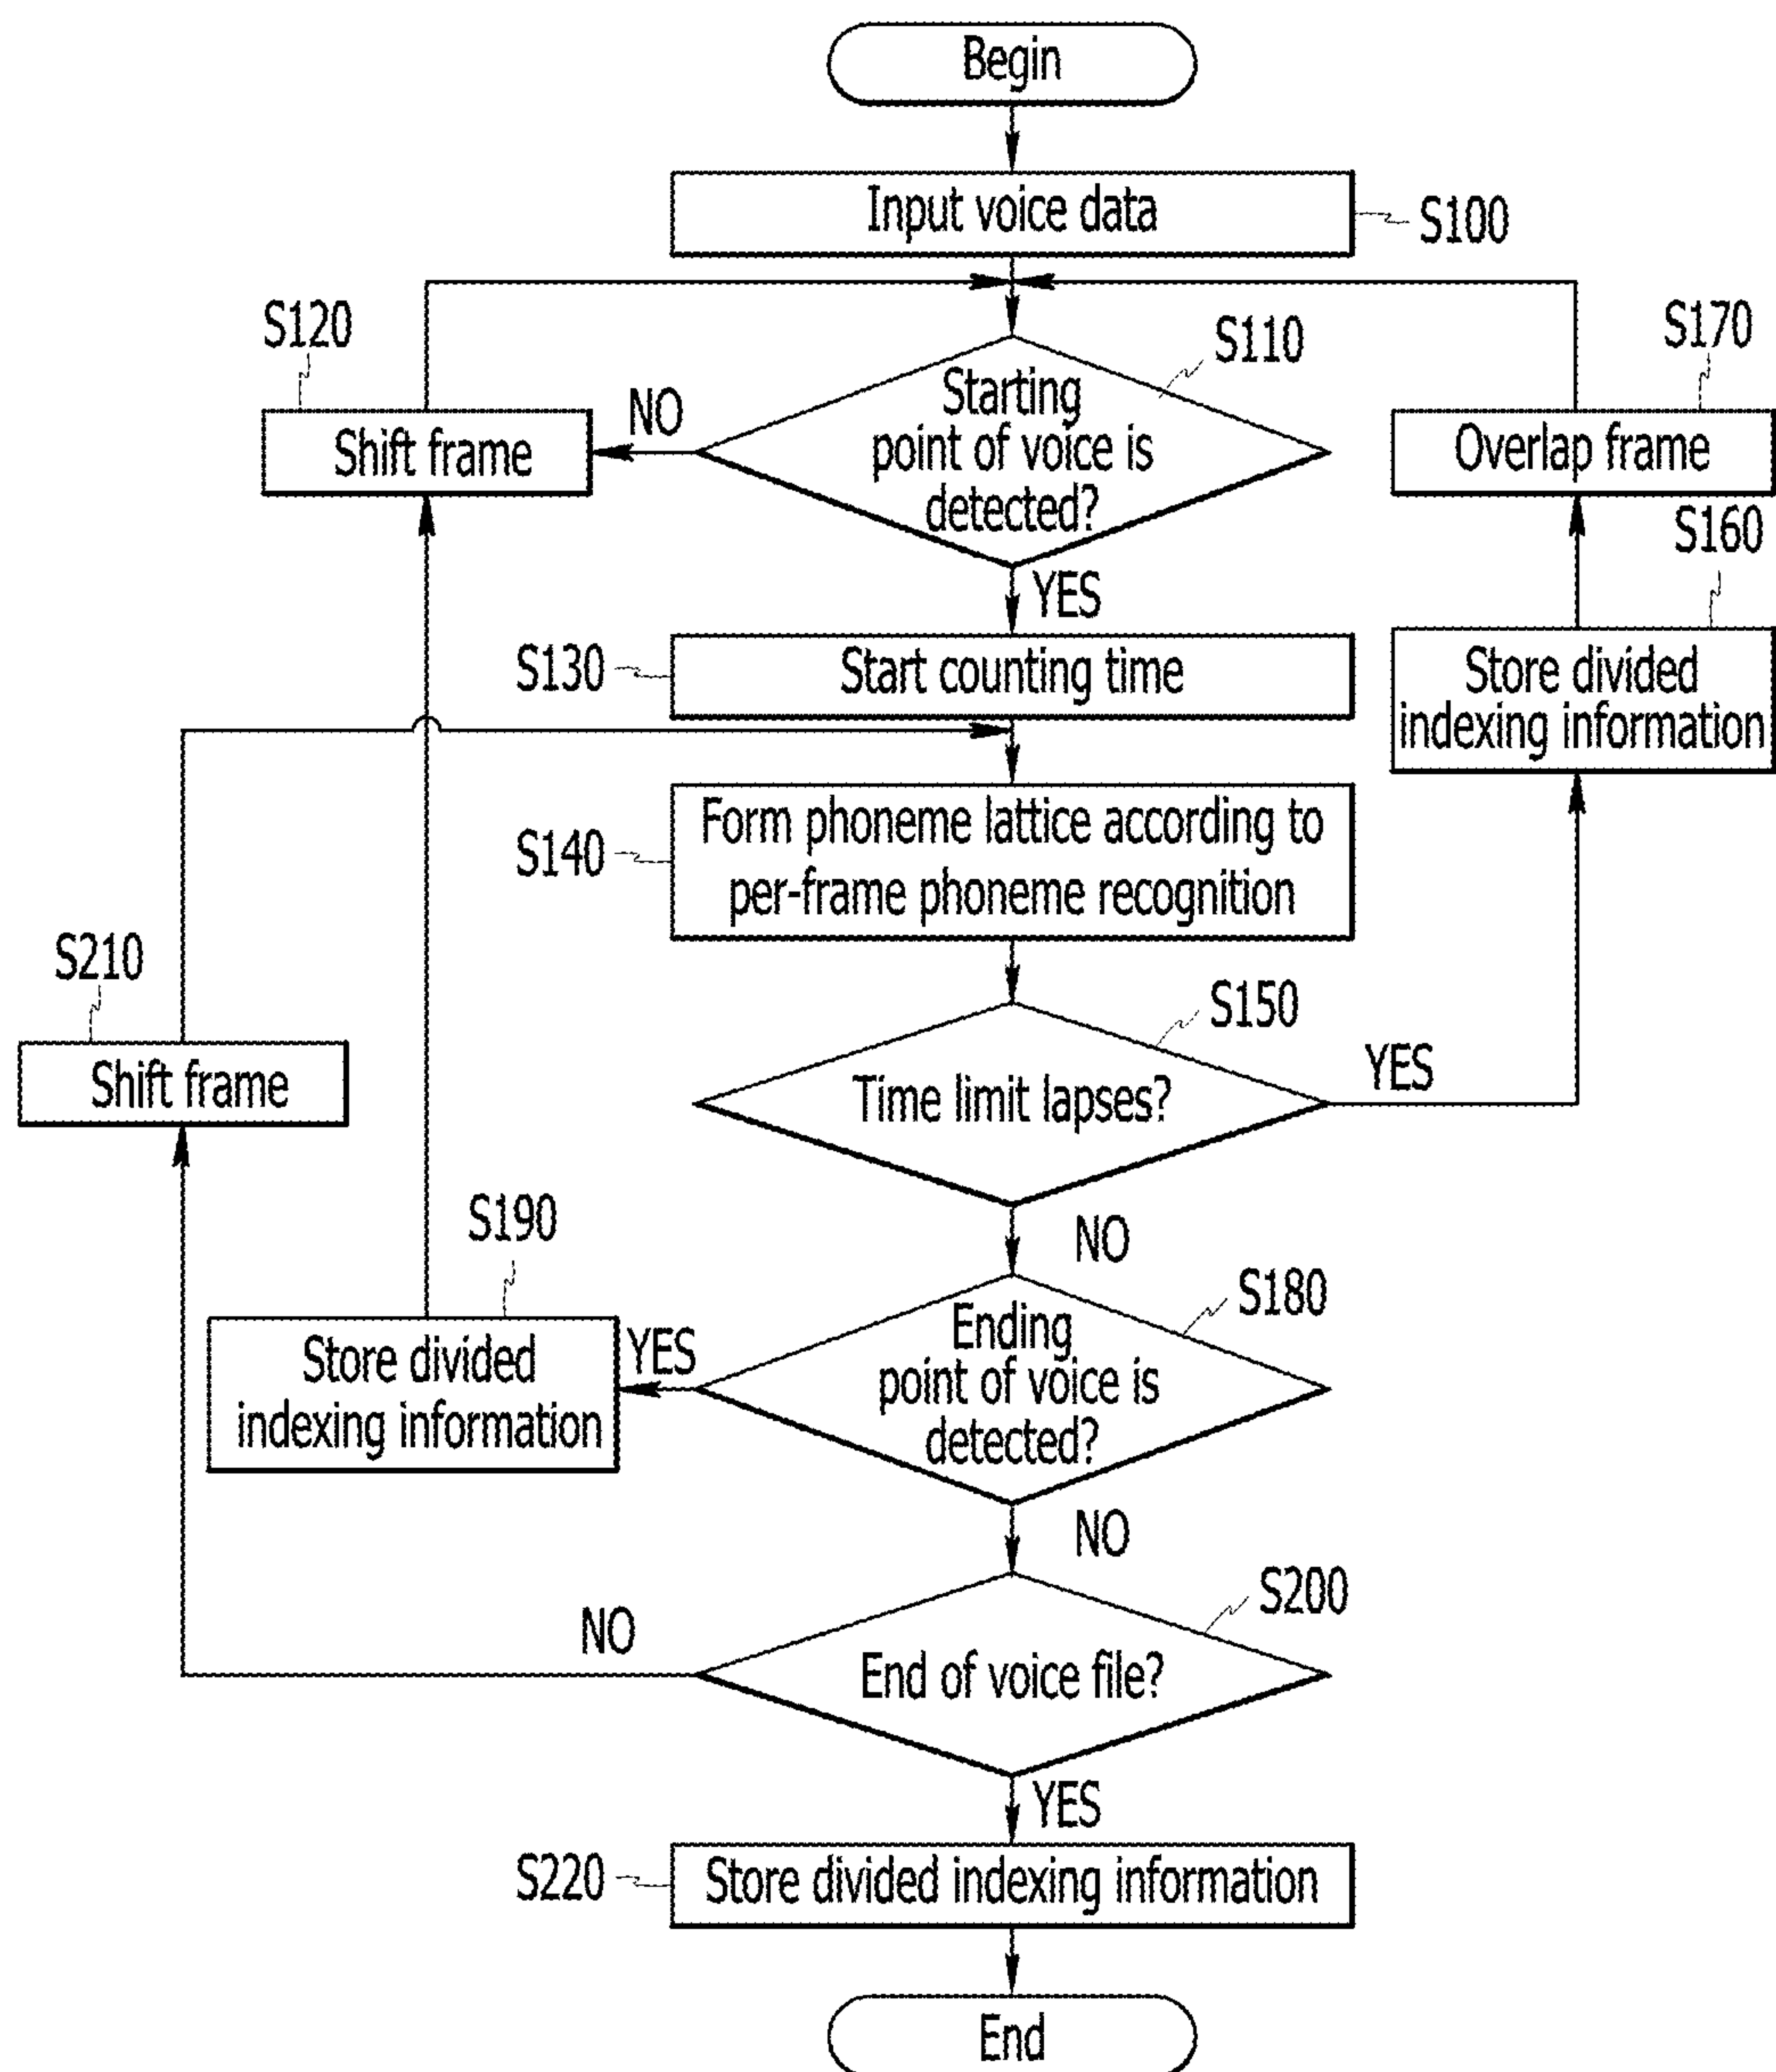 Begin
Input voice data
S100
S120
S110
S170
NO
Starting
point of voice is
detected?
Shift frame
Overlap frame
S160
YES
S130
Start counting time
Store divided
indexing information
S140
Form phoneme lattice according to
per-frame phoneme recognition
S210
S150
Shift frame
Time limit lapses?
YES
S190
NO
S180
Store divided
indexing information
YES
Ending
point of voice is
detected?
NO
S200
NO
End of voice file?
YES
S220
Store divided indexing information
End